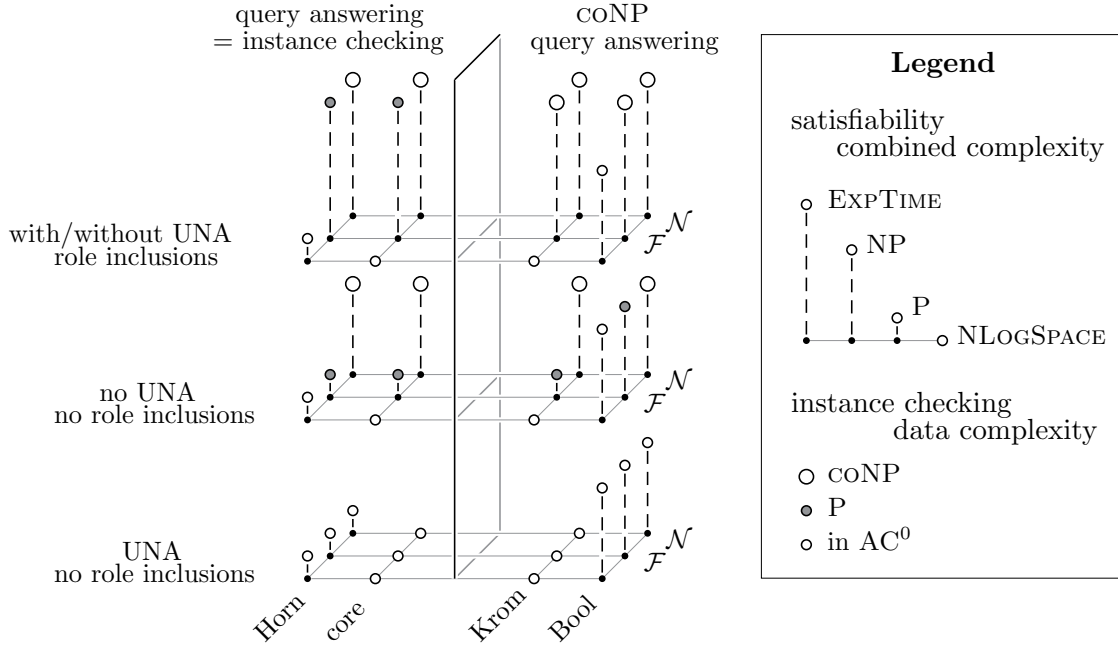 query answering
= instance checking
coNP
query answering
with/without UNA
role inclusions
F N
no UNA
no role inclusions
F N
UNA
no role inclusions
F N
Horn
core
Krom
Bool
Legend
satisfiability
combined complexity
ExpTime
NP
P
NLogSpace
instance checking
data complexity
coNP
P
in AC⁰